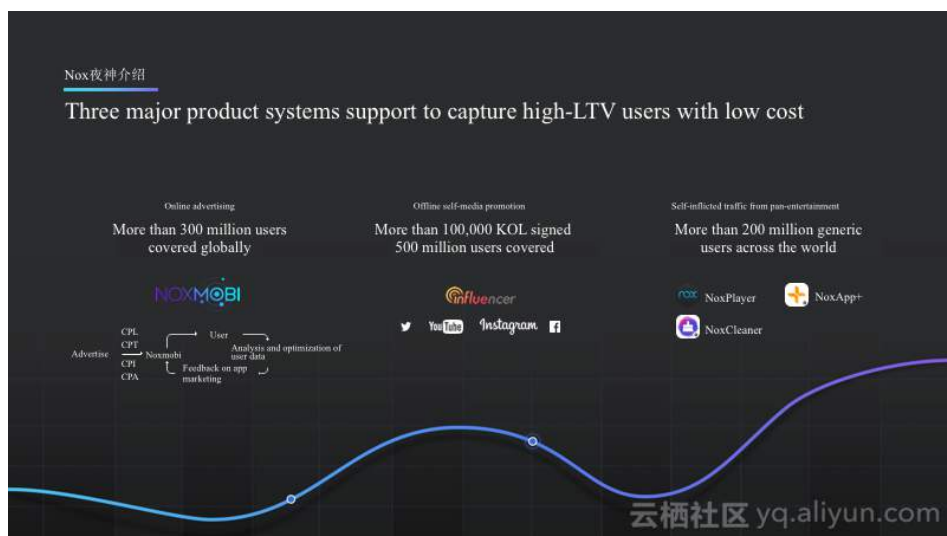 Nox夜神介绍
Three major product systems support to capture high-LTV users with low cost
Online advertising
More than 300 million users
covered globally
NOXMOBI
Advertise
CPL
CPT
CPI
CPA
Noxmobi
User
Analysis and optimization of
user data
Feedback on app
marketing
Offline self-media promotion
More than 100,000 KOL signed
500 million users covered
influencer
YouTube
Instagram
Self-inflicted traffic from pan-entertainment
More than 200 million generic
users across the world
nox NoxPlayer
NoxApp+
NoxCleaner
云栖社区 yq.aliyun.com